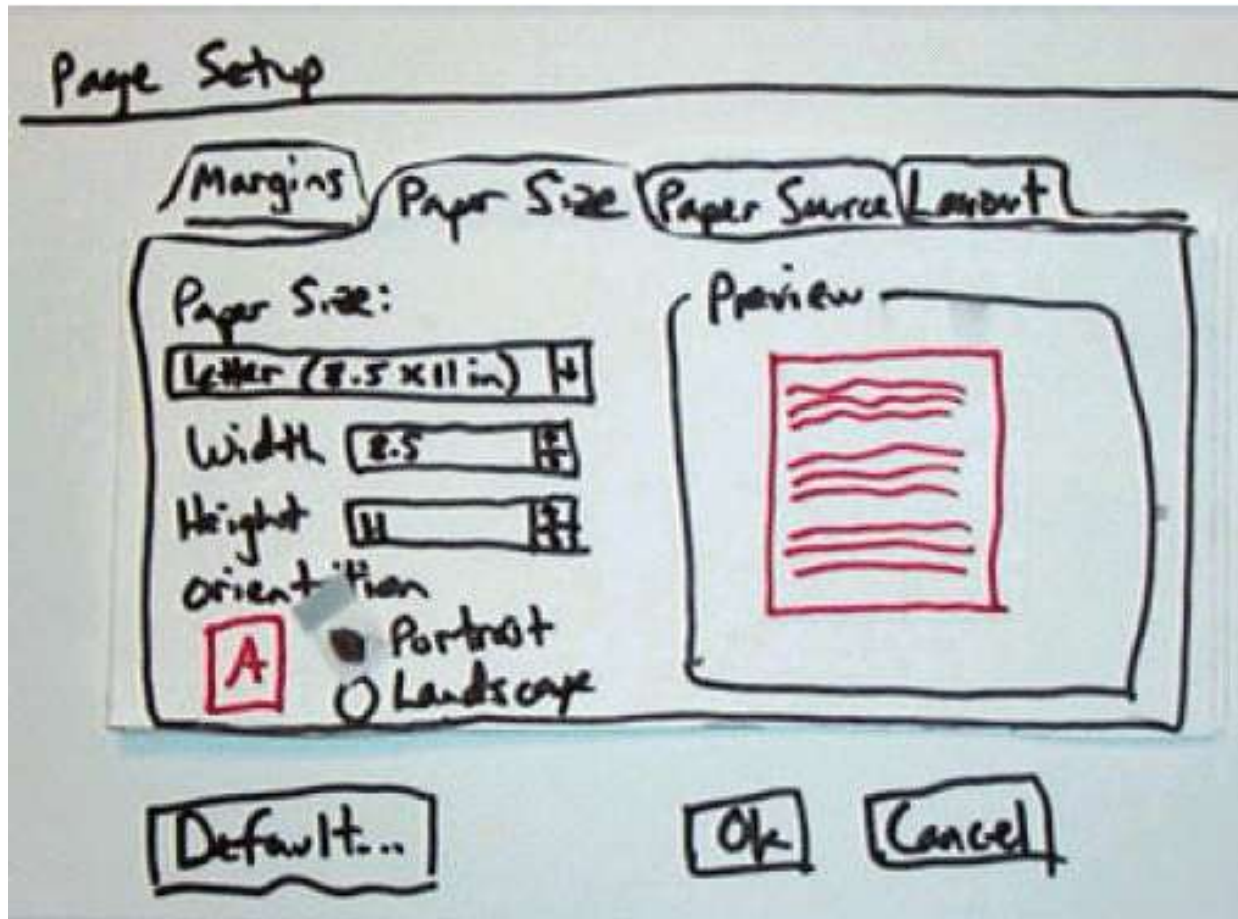 Page Setup
Margins Paper Size Paper Source Layout
Paper Size:
Preview
Letter (8.5 x 11 in)
Width 8.5
Height 11
orientation
A
Portrait
Landscape
Default...
Ok Cancel